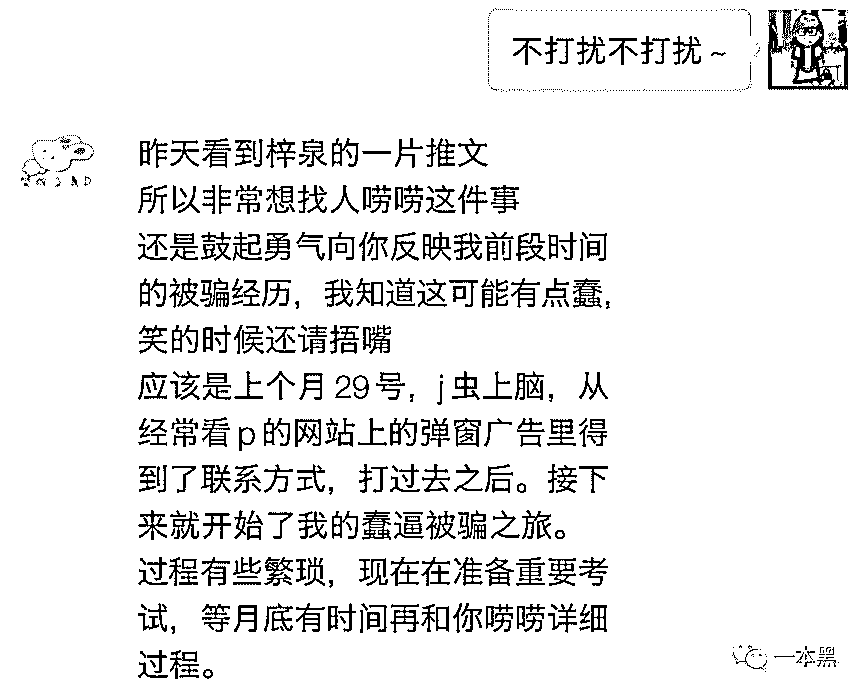 不打扰不打扰~
昨天看到梓泉的一片推文
所以非常想找人唠唠这件事
还是鼓起勇气向你反映我前段时间
的被骗经历，我知道这可能有点蠢，
笑的时候还请捂嘴
应该是上个月29号，j虫上脑，从
经常看p的网站上的弹窗广告里得
到了联系方式，打过去之后。接下
来就开始了我的蠢逼被骗之旅。
过程有些繁琐，现在在准备重要考
试，等月底有时间再和你唠唠详细
过程。
一本黑